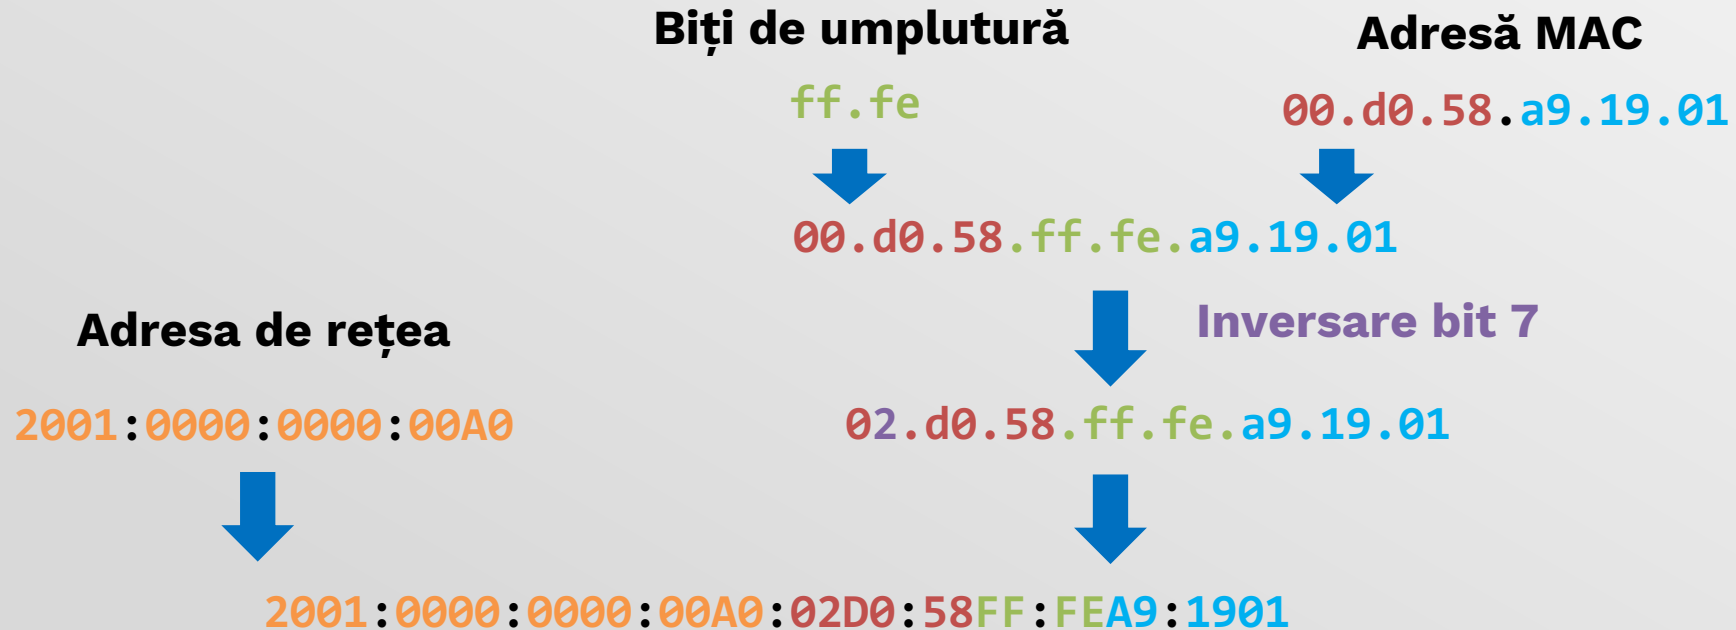 Biți de umplutură
Adresă MAC
ff.fe
00.d0.58.a9.19.01
00.d0.58.ff.fe.a9.19.01
Inversare bit 7
Adresa de rețea
2001:0000:0000:00A0
02.d0.58.ff.fe.a9.19.01
2001:0000:0000:00A0:02D0:58FF:FEA9:1901